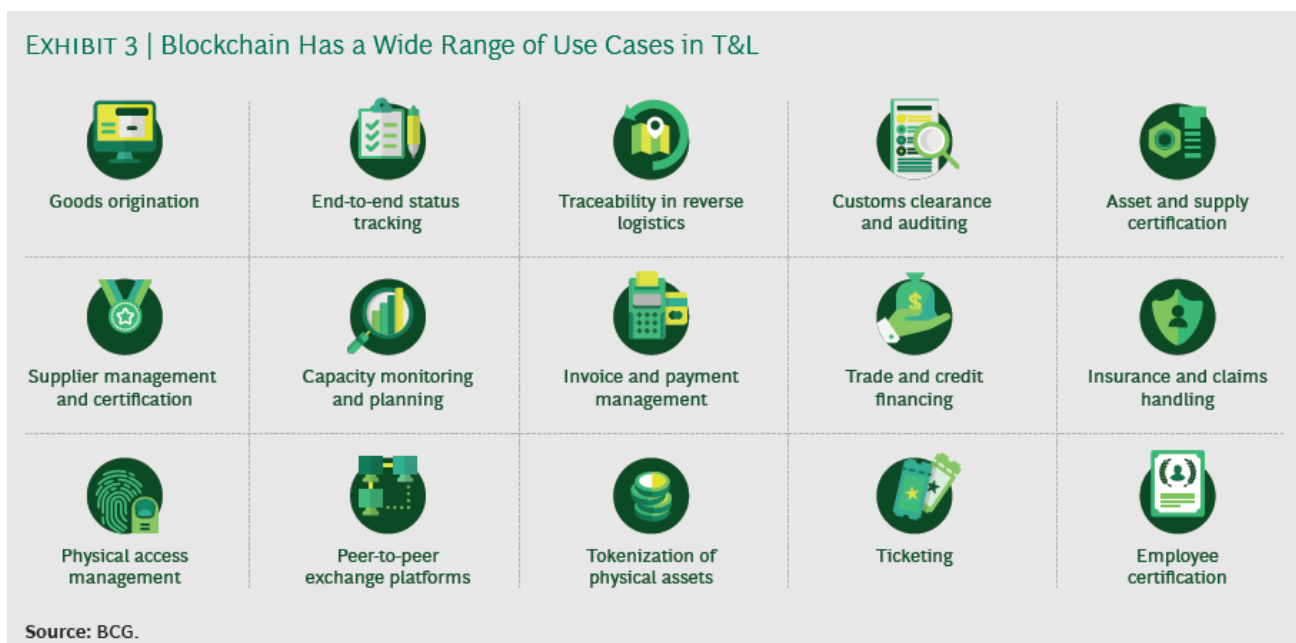 EXHIBIT 3 | Blockchain Has a Wide Range of Use Cases in T&L
Goods origination
End-to-end status
tracking
Traceability in reverse
logistics
Customs clearance
and auditing
Asset and supply
certification
Supplier management
and certification
Capacity monitoring
and planning
Invoice and payment
management
$
Trade and credit
financing
Insurance and claims
handling
Physical access
management
Peer-to-peer
exchange platforms
Tokenization of
physical assets
Ticketing
Employee
certification
Source: BCG.